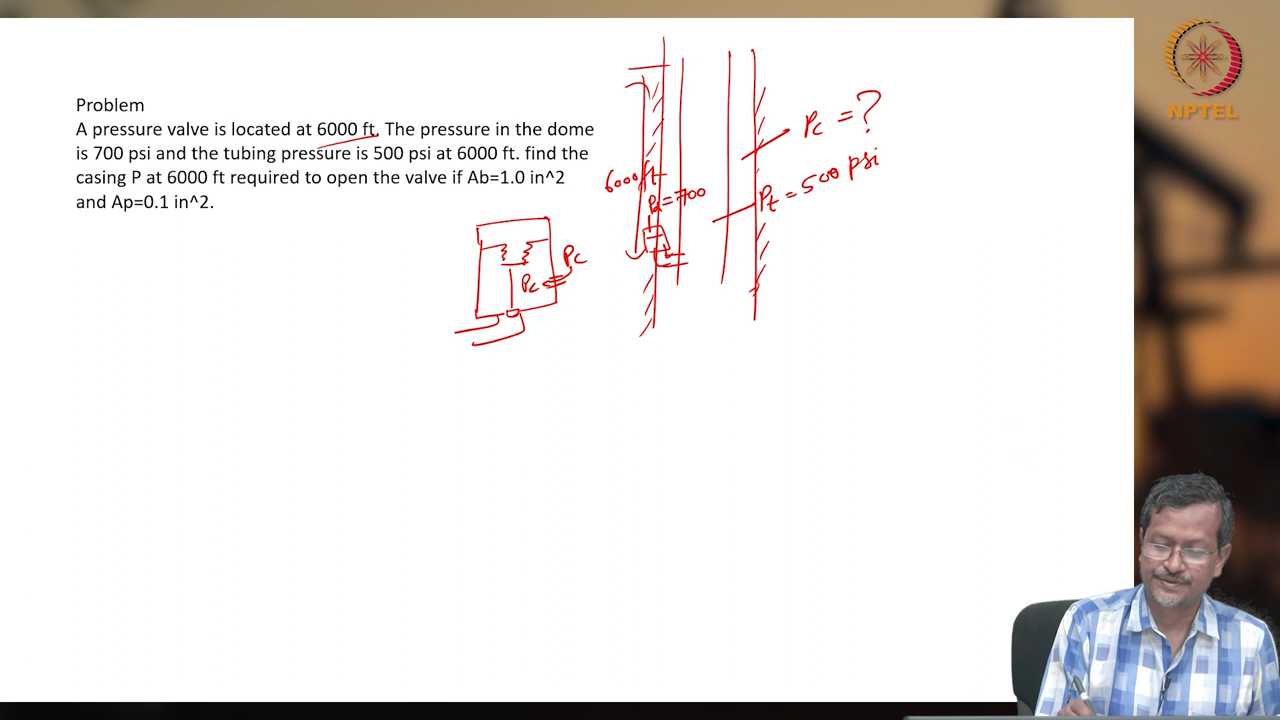 Problem
A pressure valve is located at 6000 ft. The pressure in the dome
is 700 psi and the tubing pressure is 500 psi at 6000 ft. find the
casing P at 6000 ft required to open the valve if Ab=1.0 in^2
and Ap=0.1 in^2.
Pc = ?
6000 ft
Pt = 500 psi
=700
Pc
Pc
NPTEL